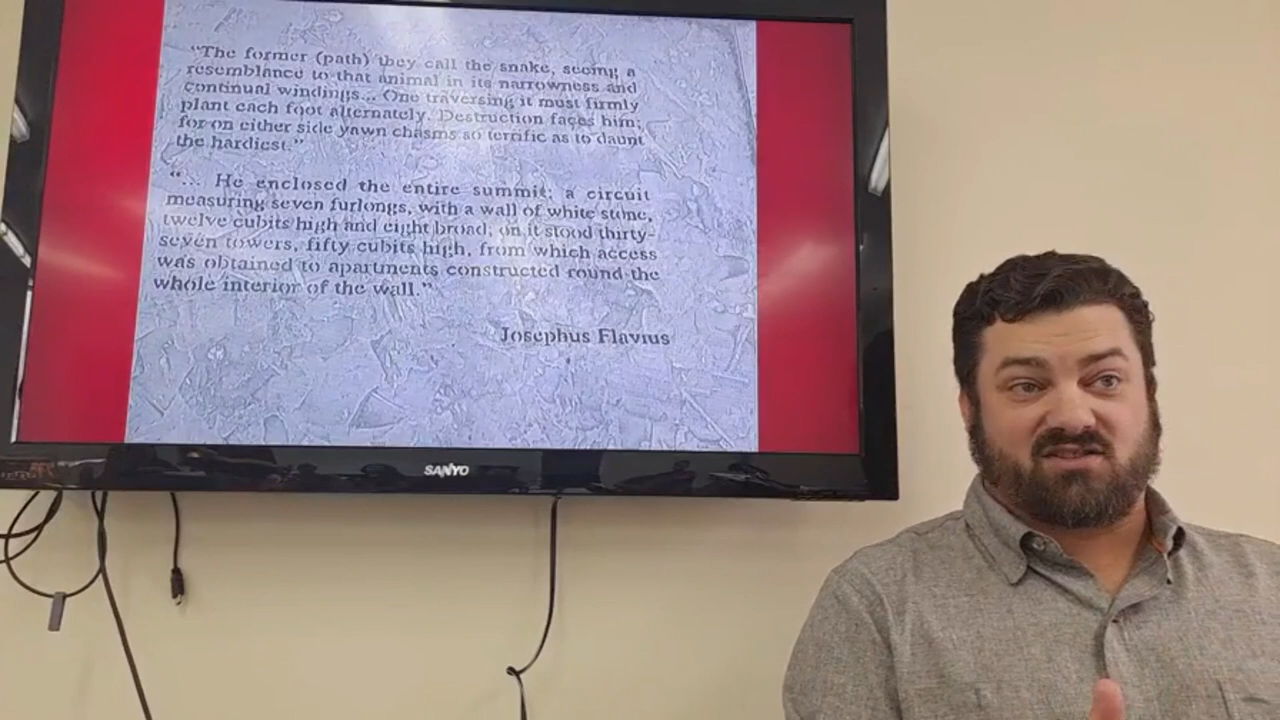 “The former (path) they call the snake, seeing a
resemblance to that animal in its narrowness and
continual windings... One traversing it must firmly
plant each foot alternately. Destruction faces him;
for on either side yawn chasms so terrific as to daunt
the hardiest.”
“... He enclosed the entire summit; a circuit
measuring seven furlongs, with a wall of white stone,
twelve cubits high and eight broad; on it stood thirty-
seven towers, fifty cubits high, from which access
was obtained to apartments constructed round the
whole interior of the wall.”
Josephus Flavius
SANYO